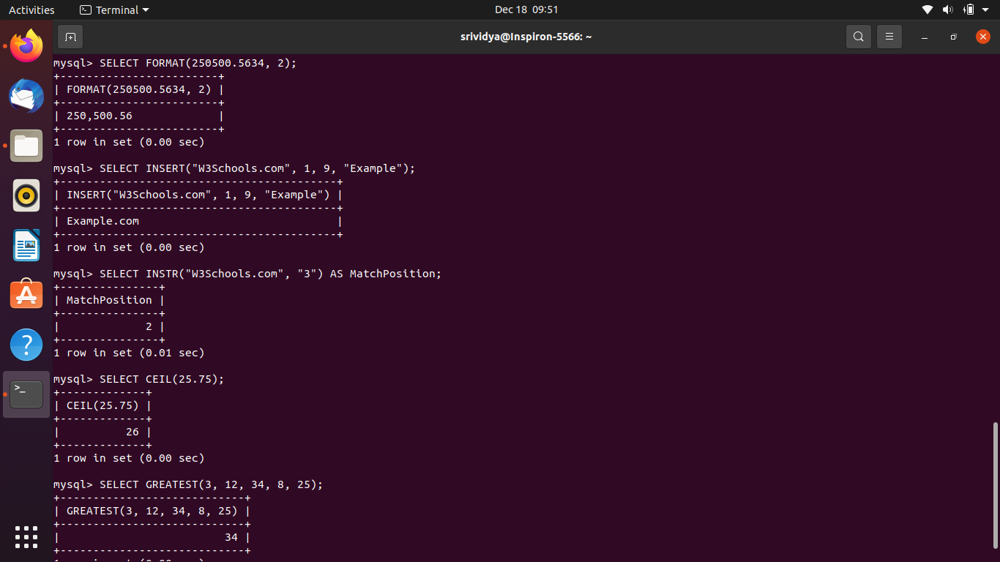 Activities Terminal Dec 18 09:51
srividya@Inspiron-5566: ~
mysql> SELECT FORMAT(250500.5634, 2);
+------------------------+
| FORMAT(250500.5634, 2) |
+------------------------+
| 250,500.56             |
+------------------------+
1 row in set (0.00 sec)

mysql> SELECT INSERT("W3Schools.com", 1, 9, "Example");
+------------------------------------------+
| INSERT("W3Schools.com", 1, 9, "Example") |
+------------------------------------------+
| Example.com                              |
+------------------------------------------+
1 row in set (0.00 sec)

mysql> SELECT INSTR("W3Schools.com", "3") AS MatchPosition;
+---------------+
| MatchPosition |
+---------------+
|             2 |
+---------------+
1 row in set (0.01 sec)

mysql> SELECT CEIL(25.75);
+-------------+
| CEIL(25.75) |
+-------------+
|          26 |
+-------------+
1 row in set (0.00 sec)

mysql> SELECT GREATEST(3, 12, 34, 8, 25);
+----------------------------+
| GREATEST(3, 12, 34, 8, 25) |
+----------------------------+
|                         34 |
+----------------------------+